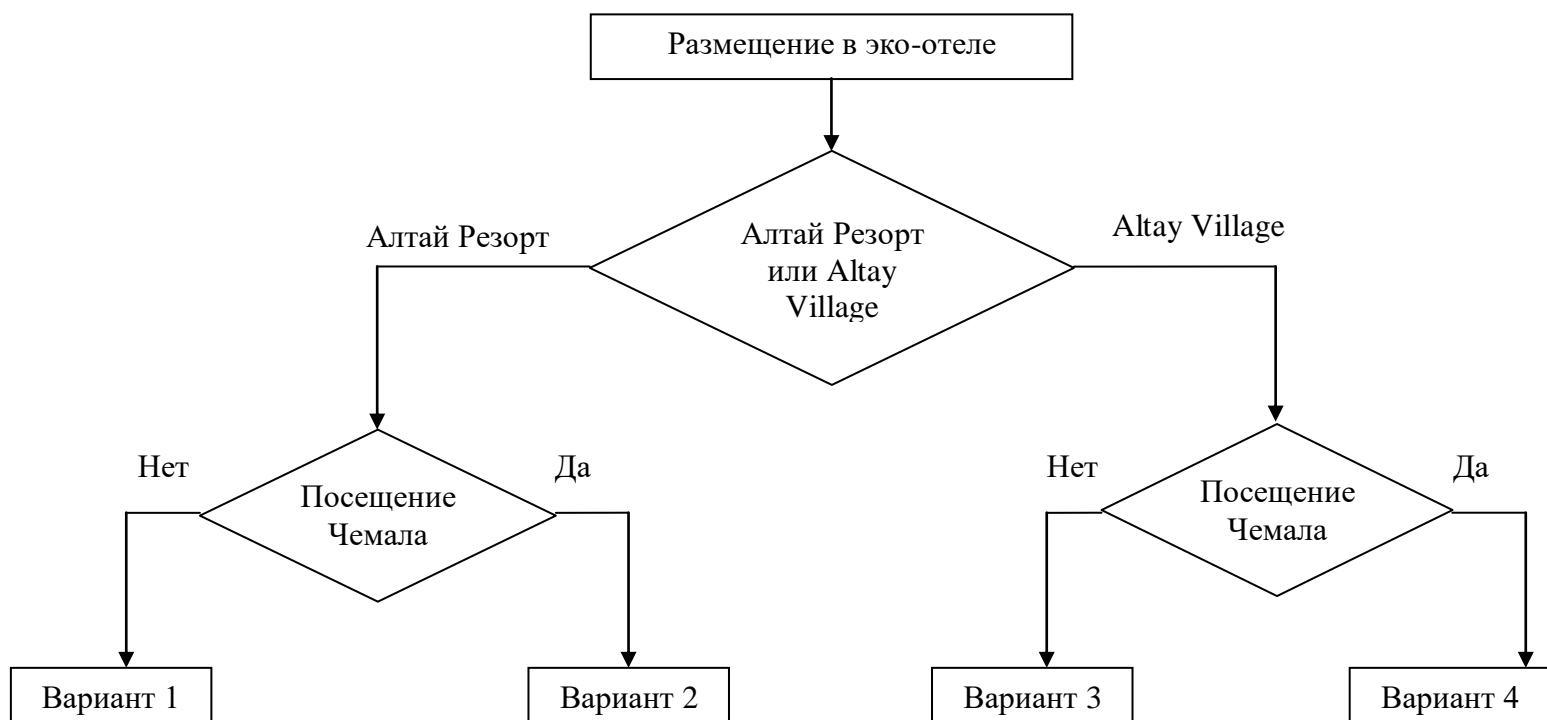 Размещение в эко-отеле
Алтай Резорт
Алтай Резорт
или Altay
Village
Altay Village
Нет
Посещение
Чемала
Да
Нет
Посещение
Чемала
Да
Вариант 1
Вариант 2
Вариант 3
Вариант 4